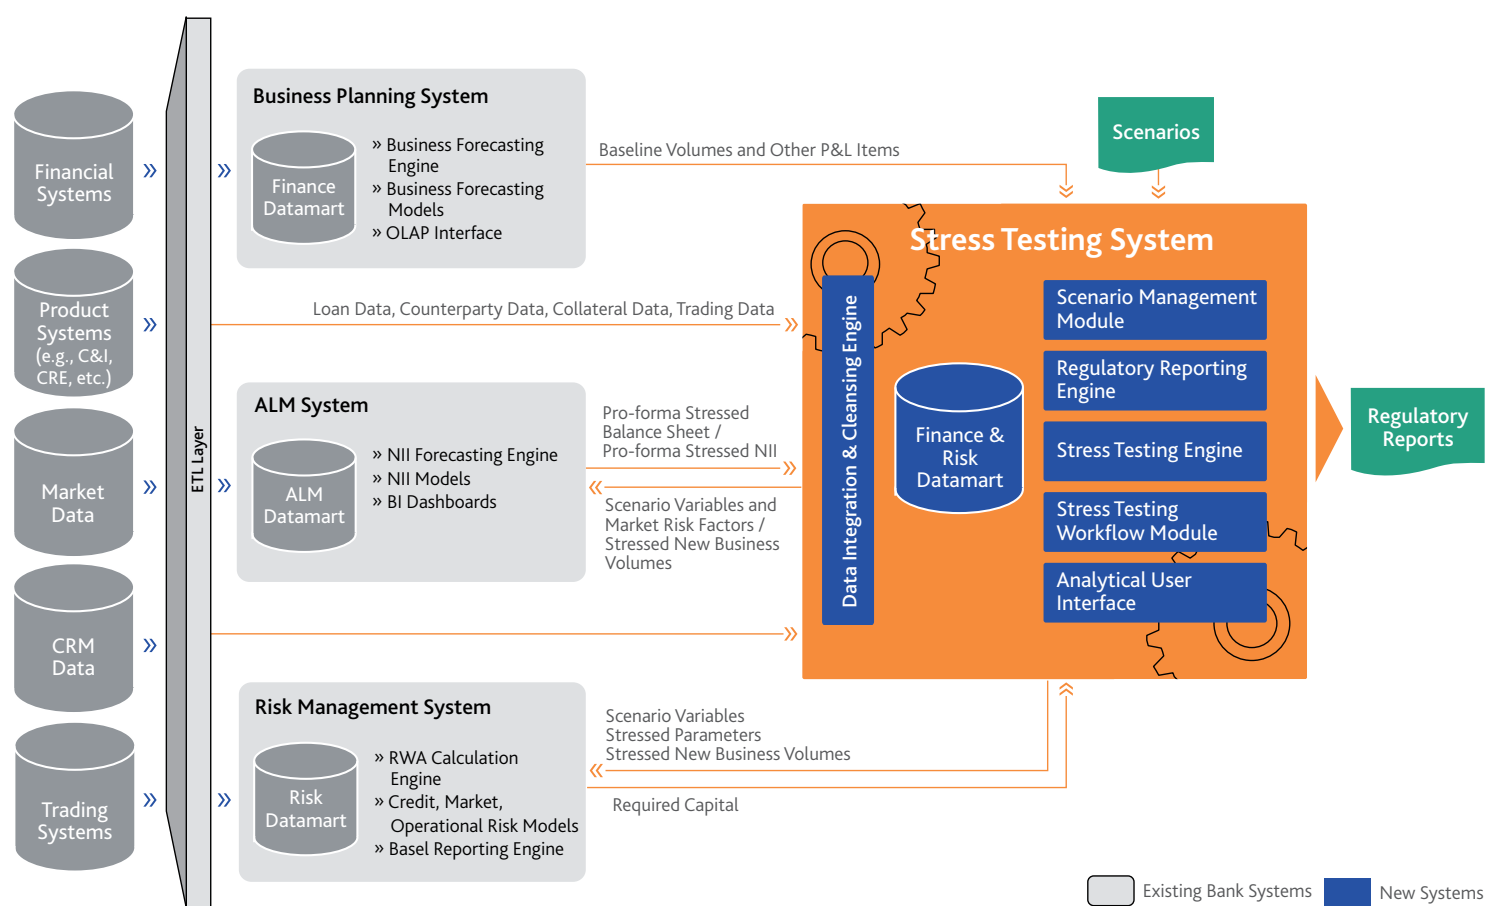 Financial
Systems
Product
Systems
(e.g., C&I,
CRE, etc.)
Market
Data
CRM
Data
Trading
Systems
ETL Layer
Business Planning System
Finance
Datamart
» Business Forecasting
Engine
» Business Forecasting
Models
» OLAP Interface
Baseline Volumes and Other P&L Items
Loan Data, Counterparty Data, Collateral Data, Trading Data
ALM System
ALM
Datamart
» NII Forecasting Engine
» NII Models
» BI Dashboards
Pro-forma Stressed
Balance Sheet /
Pro-forma Stressed NII
Scenario Variables and
Market Risk Factors /
Stressed New Business
Volumes
Risk Management System
Risk
Datamart
» RWA Calculation
Engine
» Credit, Market,
Operational Risk Models
» Basel Reporting Engine
Scenario Variables
Stressed Parameters
Stressed New Business Volumes
Required Capital
Scenarios
Stress Testing System
Data Integration & Cleansing Engine
Finance &
Risk
Datamart
Scenario Management
Module
Regulatory Reporting
Engine
Stress Testing Engine
Stress Testing
Workflow Module
Analytical User
Interface
Regulatory
Reports
Existing Bank Systems
New Systems